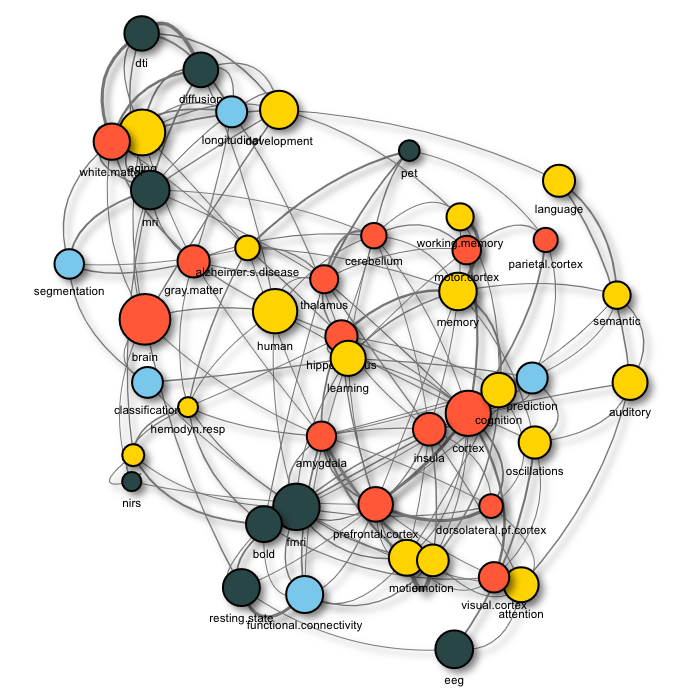 dti
diffusion
longitudinal
development
aging
white.matter
pet
mri
language
working.memory
cerebellum
parietal.cortex
alzheimer.s.disease
motor.cortex
segmentation
gray.matter
thalamus
memory
semantic
human
brain
hippocampus
learning
classification
prediction
auditory
cognition
hemodyn.resp
cortex
insula
amygdala
oscillations
nirs
dorsolateral.pf.cortex
prefrontal.cortex
fmri
bold
motion
emotion
visual.cortex
attention
resting.state
functional.connectivity
eeg